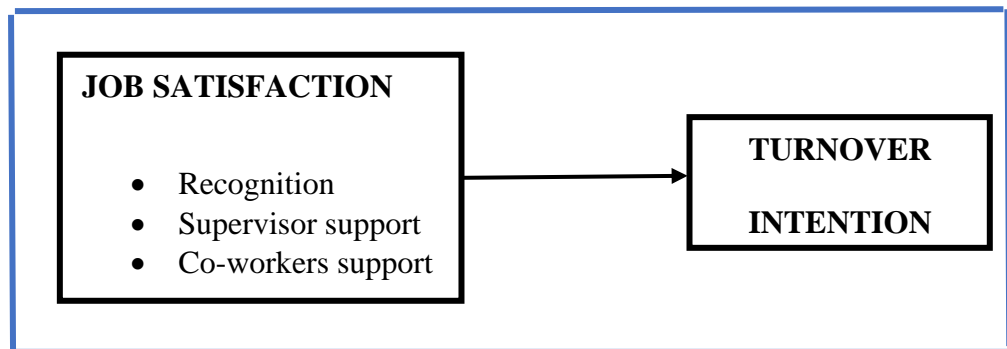 JOB SATISFACTION
• Recognition
• Supervisor support
• Co-workers support
TURNOVER
INTENTION